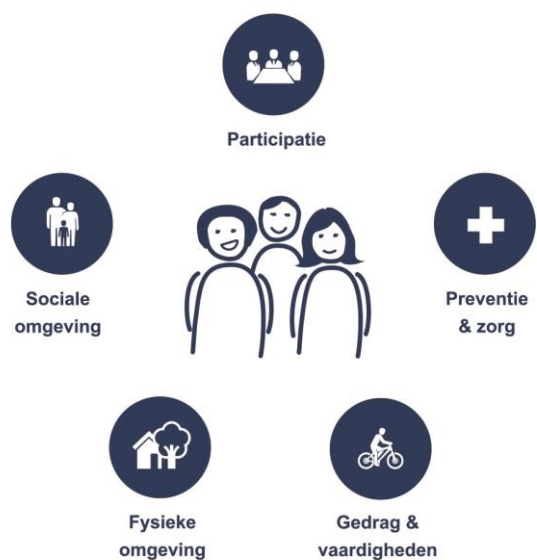 Participatie
Sociale
omgeving
Preventie
& zorg
Fysieke
omgeving
Gedrag &
vaardigheden